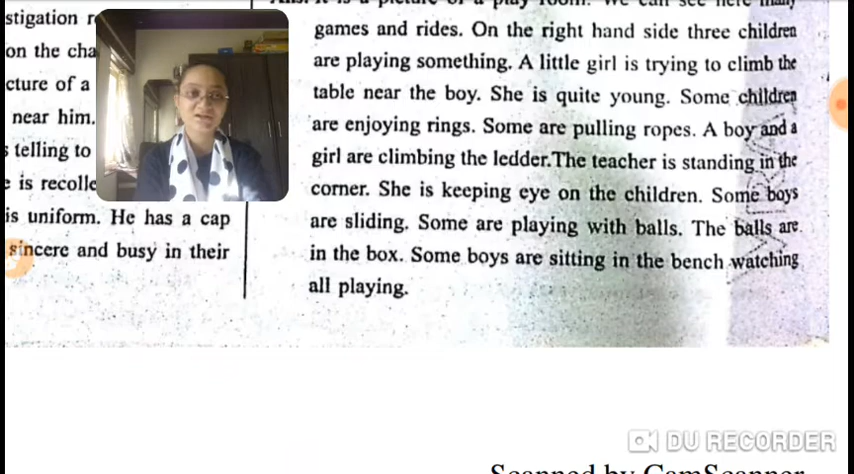 stigation r
on the cha
cture of a
near him.
s telling to
e is recolle
is uniform. He has a cap
sincere and busy in their
games and rides. On the right hand side three children
are playing something. A little girl is trying to climb the
table near the boy. She is quite young. Some children
are enjoying rings. Some are pulling ropes. A boy and a
girl are climbing the ledder.The teacher is standing in the
corner. She is keeping eye on the children. Some boys
are sliding. Some are playing with balls. The balls are
in the box. Some boys are sitting in the bench watching
all playing.
DU RECORDER
Scanned by CamScanner